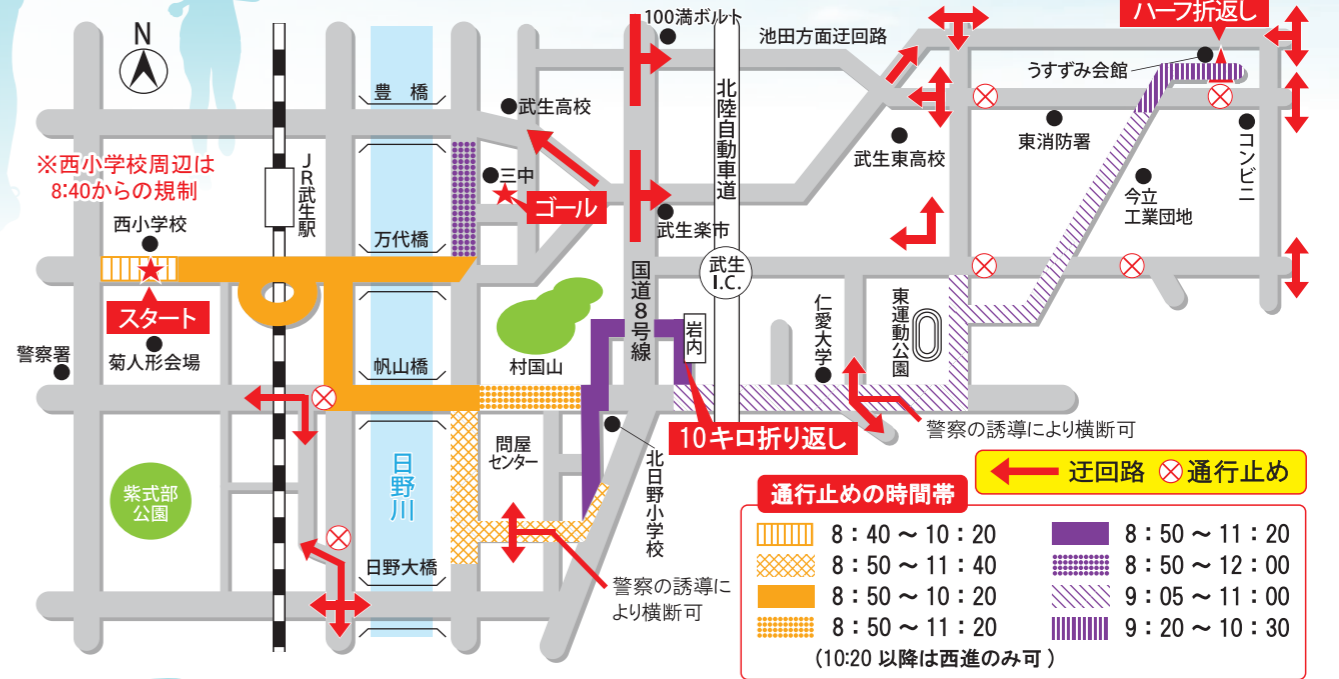 ハーフ折返し
N
100満ボルト
池田方面迂回路
うすずみ会館
豊 橋
武生高校
北陸自動車道
東消防署
武生東高校
コンビニ
※西小学校周辺は
8:40からの規制
JR武生駅
三中
ゴール
今立
工業団地
西小学校
万代橋
武生楽市
武生
I.C.
国道8号線
スタート
仁愛大学
東運動公園
岩内
警察署
菊人形会場
帆山橋
村国山
10キロ折り返し
警察の誘導により横断可
問屋
センター
北日野小学校
日野川
紫式部
公園
日野大橋
警察の誘導に
より横断可
迂回路
通行止め
通行止めの時間帯
8:40~10:20
8:50~11:40
8:50~10:20
8:50~11:20
(10:20 以降は西進のみ可)
8:50~11:20
8:50~12:00
9:05~11:00
9:20~10:30